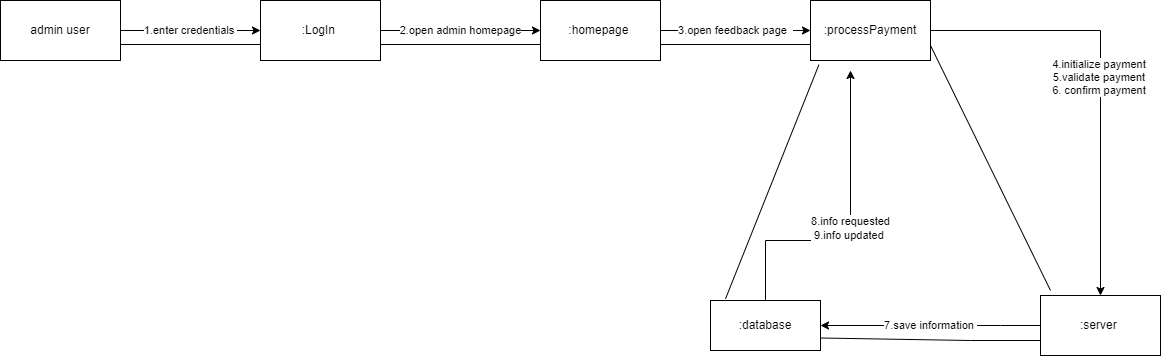 admin user
1.enter credentials
:LogIn
2.open admin homepage
:homepage
3.open feedback page
:processPayment
4.initialize payment
5.validate payment
6. confirm payment
8.info requested
9.info updated
:database
7.save information
:server